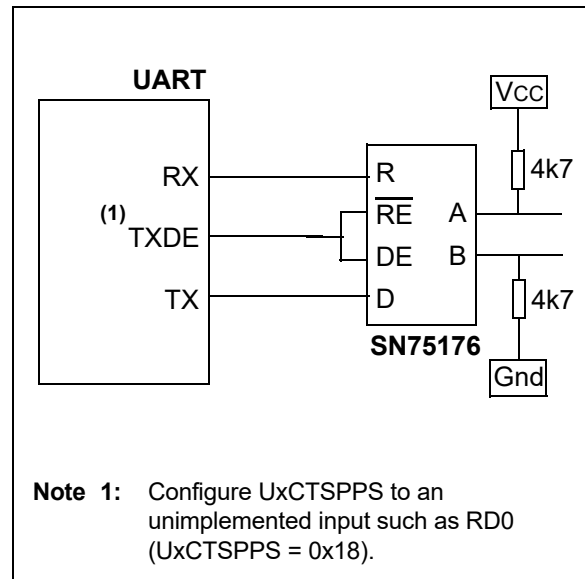 UART
VCC
RX
R
4k7
(1)
RE
A
TXDE
DE
B
TX
D
4k7
SN75176
Gnd
Note 1: Configure UxCTSPPS to an
unimplemented input such as RD0
(UxCTSPPS = 0x18).